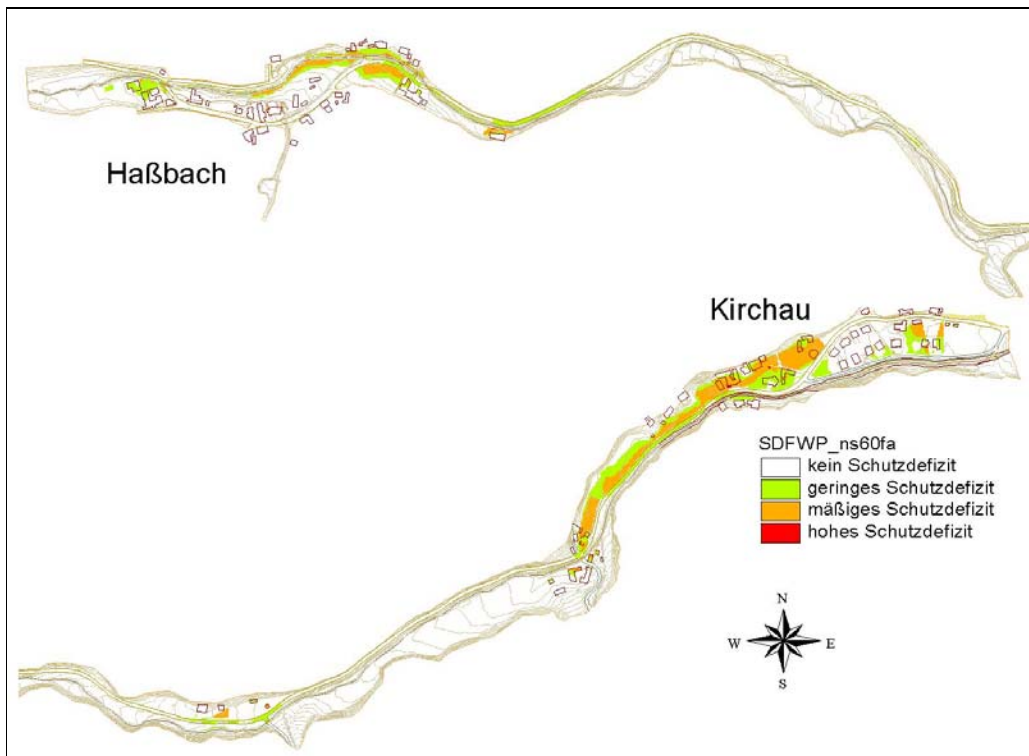 Haßbach
Kirchau
SDFWP_ns60fa
kein Schutzdefizit
geringes Schutzdefizit
mäßiges Schutzdefizit
hohes Schutzdefizit
N
W E
S